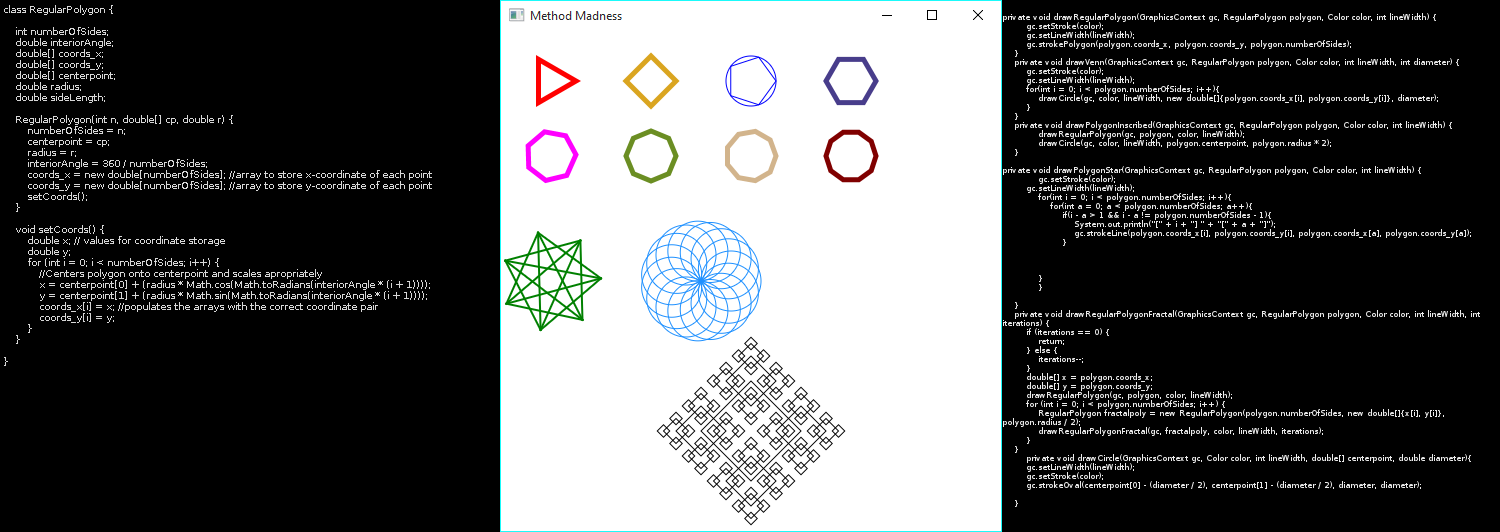 class RegularPolygon {
int numberOfSides;
double interiorAngle;
double[] coords_x;
double[] coords_y;
double[] centerpoint;
double radius;
double sideLength;
RegularPolygon(int n, double[] cp, double r) {
numberOfSides = n;
centerpoint = cp;
radius = r;
interiorAngle = 360 / numberOfSides;
coords_x = new double[numberOfSides]; //array to store x-coordinate of each point
coords_y = new double[numberOfSides]; //array to store y-coordinate of each point
setCoords();
}
void setCoords() {
double x; // values for coordinate storage
double y;
for (int i = 0; i < numberOfSides; i++) {
//Centers polygon onto centerpoint and scales apropriately
x = centerpoint[0] + (radius * Math.cos(Math.toRadians(interiorAngle * (i + 1))));
y = centerpoint[1] + (radius * Math.sin(Math.toRadians(interiorAngle * (i + 1))));
coords_x[i] = x; //populates the arrays with the correct coordinate pair
coords_y[i] = y;
}
}
}
Method Madness
private void drawRegularPolygon(GraphicsContext gc, RegularPolygon polygon, Color color, int lineWidth) {
gc.setStroke(color);
gc.setLineWidth(lineWidth);
gc.strokePolygon(polygon.coords_x, polygon.coords_y, polygon.numberOfSides);
}
private void drawVenn(GraphicsContext gc, RegularPolygon polygon, Color color, int lineWidth, int diameter) {
gc.setStroke(color);
gc.setLineWidth(lineWidth);
for(int i = 0; i < polygon.numberOfSides; i++){
drawCircle(gc, color, lineWidth, new double[]{polygon.coords_x[i], polygon.coords_y[i]}, diameter);
}
}
private void drawPolygonInscribed(GraphicsContext gc, RegularPolygon polygon, Color color, int lineWidth) {
drawRegularPolygon(gc, polygon, color, lineWidth);
drawCircle(gc, color, lineWidth, polygon.centerpoint, polygon.radius * 2);
}
private void drawPolygonStar(GraphicsContext gc, RegularPolygon polygon, Color color, int lineWidth) {
gc.setStroke(color);
gc.setLineWidth(lineWidth);
for(int i = 0; i < polygon.numberOfSides; i++){
for(int a = 0; a < polygon.numberOfSides; a++){
if(i - a > 1 && i - a != polygon.numberOfSides - 1){
System.out.println("[" + i + "] " + "[" + a + "]");
gc.strokeLine(polygon.coords_x[i], polygon.coords_y[i], polygon.coords_x[a], polygon.coords_y[a]);
}
}
}
}
private void drawRegularPolygonFractal(GraphicsContext gc, RegularPolygon polygon, Color color, int lineWidth, int
iterations) {
if (iterations == 0) {
return;
} else {
iterations--;
}
double[] x = polygon.coords_x;
double[] y = polygon.coords_y;
drawRegularPolygon(gc, polygon, color, lineWidth);
for (int i = 0; i < polygon.numberOfSides; i++) {
RegularPolygon fractalpoly = new RegularPolygon(polygon.numberOfSides, new double[]{x[i], y[i]},
polygon.radius / 2);
drawRegularPolygonFractal(gc, fractalpoly, color, lineWidth, iterations);
}
}
private void drawCircle(GraphicsContext gc, Color color, int lineWidth, double[] centerpoint, double diameter){
gc.setLineWidth(lineWidth);
gc.setStroke(color);
gc.strokeOval(centerpoint[0] - (diameter / 2), centerpoint[1] - (diameter / 2), diameter, diameter);
}